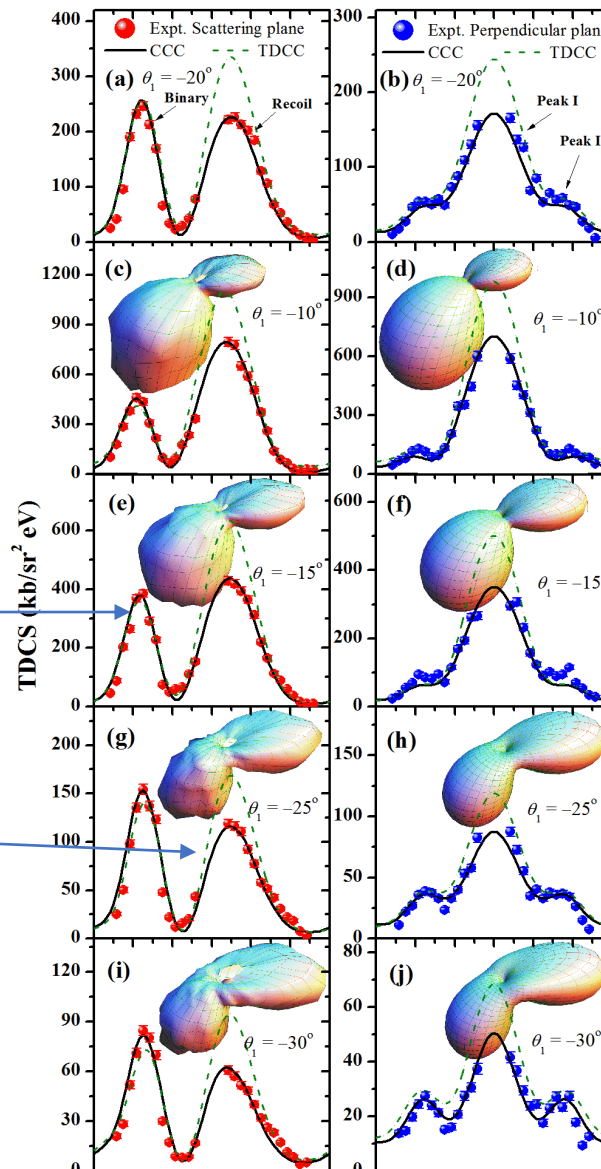 Expt. Scattering plane
CCC TDCC
(a) θ1 = –20°
Binary
Recoil
400
300
200
100
0
Expt. Perpendicular plan
CCC TDCC
(b) θ1 = –20°
Peak I
Peak I
300
200
100
0
(c)
θ1 = –10°
1200
900
600
300
0
(d)
θ1 = –10°
900
600
300
0
(e)
θ1 = –15°
600
400
200
0
(f)
θ1 = –15
600
400
200
0
TDCS (kb/sr² eV)
(g)
θ1 = –25°
200
150
100
50
0
(h)
θ1 = –25°
150
100
50
0
(i)
θ1 = –30°
120
90
60
30
0
(j)
θ1 = –30°
80
60
40
20
0